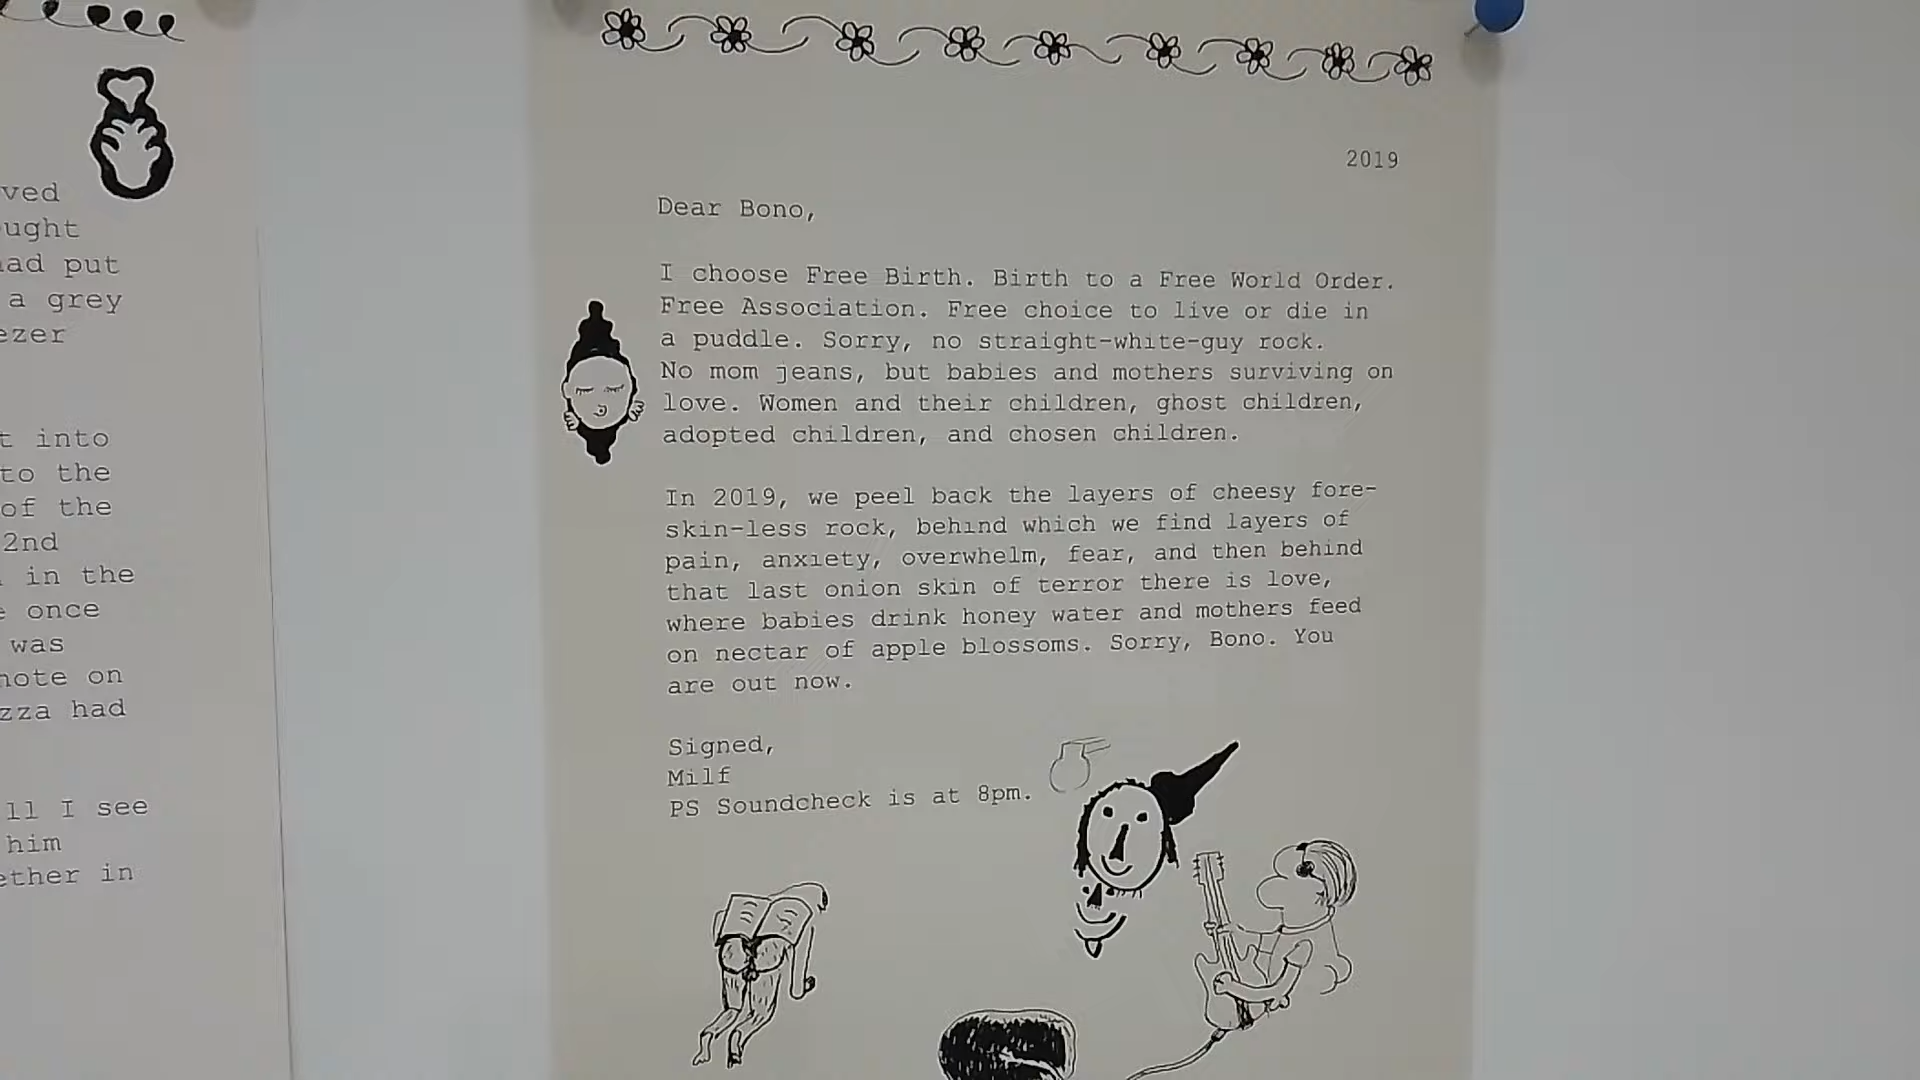 ved
ught
ad put
a grey
ezer
t into
to the
of the
2nd
in the
once
was
note on
zza had
ll I see
him
ether in
2019
Dear Bono,
I choose Free Birth. Birth to a Free World Order.
Free Association. Free choice to live or die in
a puddle. Sorry, no straight-white-guy rock.
No mom jeans, but babies and mothers surviving on
love. Women and their children, ghost children,
adopted children, and chosen children.
In 2019, we peel back the layers of cheesy fore-
skin-less rock, behind which we find layers of
pain, anxiety, overwhelm, fear, and then behind
that last onion skin of terror there is love,
where babies drink honey water and mothers feed
on nectar of apple blossoms. Sorry, Bono. You
are out now.
Signed,
Milf
PS Soundcheck is at 8pm.